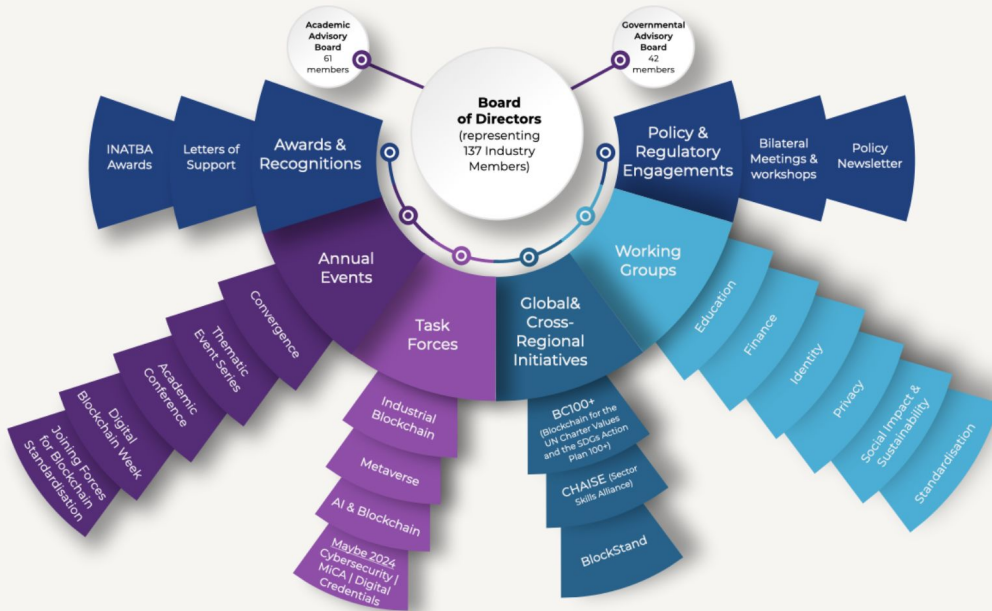 Academic
Advisory
Board
61
members
Governmental
Advisory
Board
42
members
Board
of Directors
(representing
137 Industry
Members)
INATBA
Awards
Letters of
Support
Awards &
Recognitions
Policy &
Regulatory
Engagements
Bilateral
Meetings &
workshops
Policy
Newsletter
Annual
Events
Convergence
Thematic
Event Series
Academic
Conference
Digital
Blockchain Week
Joining Forces
for Blockchain
Standardisation
Task
Forces
Industrial
Blockchain
Metaverse
AI & Blockchain
Maybe 2024
Cybersecurity |
MiCA | Digital
Credentials
Global&
Cross-
Regional
Initiatives
BC100+
(Blockchain for the
UN Charter Values
and the SDGs Action
Plan 100+)
CHAISE (Sector
Skills Alliance)
BlockStand
Working
Groups
Education
Finance
Identity
Privacy
Social Impact &
Sustainability
Standardisation